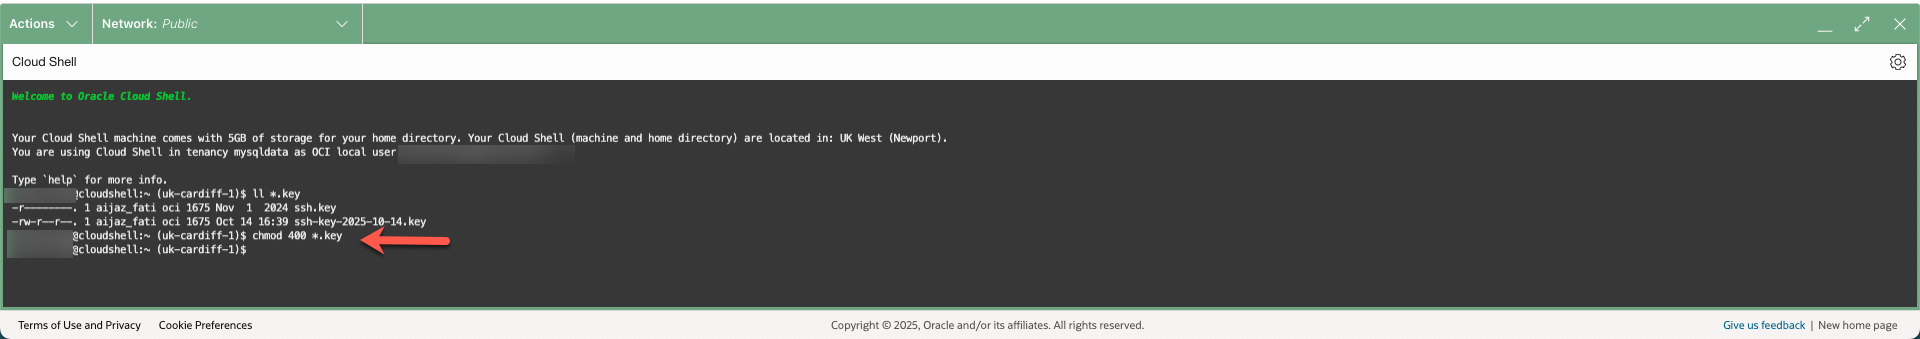 Actions
Network: Public
Cloud Shell
Welcome to Oracle Cloud Shell.
Your Cloud Shell machine comes with 5GB of storage for your home directory. Your Cloud Shell (machine and home directory) are located in: UK West (Newport).
You are using Cloud Shell in tenancy mysqldata as OCI local user
Type `help` for more info.
@cloudshell:~ (uk-cardiff-1)$ ll *.key
-r--------. 1 aijaz_fati oci 1675 Nov  1  2024 ssh.key
-rw-r--r--. 1 aijaz_fati oci 1675 Oct 14 16:39 ssh-key-2025-10-14.key
@cloudshell:~ (uk-cardiff-1)$ chmod 400 *.key
@cloudshell:~ (uk-cardiff-1)$
Terms of Use and Privacy Cookie Preferences Copyright © 2025, Oracle and/or its affiliates. All rights reserved. Give us feedback | New home page